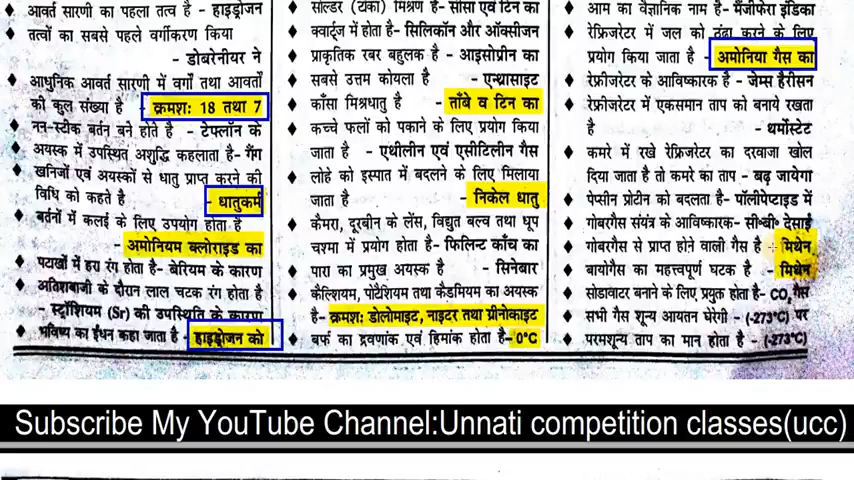 आवर्त सारणी का पहला तत्व है - हाइड्रोजन
तत्वों का सबसे पहले वर्गीकरण किया
- डोबरेनीयर ने
आधुनिक आवर्त सारणी में वर्गों तथा आवर्तों
की कुल संख्या है - क्रमशः 18 तथा 7
नन-स्टीक बर्तन बने होते है - टेफ्लॉन के
अयस्क में उपस्थित अशुद्धि कहलाता है- गैंग
खनिजों एवं अयस्कों से धातु प्राप्त करने की
विधि को कहते है - धातुकर्म
बर्तनों में कलई के लिए उपयोग होता है
- अमोनियम क्लोराइड का
पटाखों में हरा रंग होता है- बेरियम के कारण
आतिशबाजी के दौरान लाल चटक रंग होता है
- स्ट्रॉशियम (Sr) की उपस्थिति के कारण
भविष्य का ईंधन कहा जाता है - हाइड्रोजन को
सोल्डर (टांका) मिश्रण है- सीसा एवं टिन का
क्वार्ट्ज में होता है- सिलिकॉन और ऑक्सीजन
प्राकृतिक रबर बहुलक है - आइसोप्रीन का
सबसे उत्तम कोयला है - एन्थ्रासाइट
काँसा मिश्रधातु है - ताँबे व टिन का
कच्चे फलों को पकाने के लिए प्रयोग किया
जाता है - एथीलीन एवं एसीटिलीन गैस
लोहे को इस्पात में बदलने के लिए मिलाया
जाता है - निकेल धातु
कैमरा, दूरबीन के लेंस, विद्युत बल्व तथा धूप
चश्मा में प्रयोग होता है- फिलिन्ट काँच का
पारा का प्रमुख अयस्क है - सिनेबार
कैल्शियम, पोटैशियम तथा कैडमियम का अयस्क
है- क्रमशः डोलोमाइट, नाइटर तथा ग्रीनोकाइट
बर्फ का द्रवणांक एवं हिमांक होता है- 0°C
आम का वैज्ञानिक नाम है- मैंजीफेरा इंडिका
रेफ्रिजरेटर में जल को ठंढा करने के लिए
प्रयोग किया जाता है - अमोनिया गैस का
रेफ्रीजरेटर के आविष्कारक है - जेम्स हैरीसन
रेफ्रीजरेटर में एकसमान ताप को बनाये रखता
है - थर्मोस्टेट
कमरे में रखे रेफ्रिजरेटर का दरवाजा खोल
दिया जाता है तो कमरे का ताप - बढ़ जायेगा
पेप्सीन प्रोटीन को बदलता है- पॉलीपेप्टाइड में
गोबरगैस संयंत्र के आविष्कारक- सी०बी० देसाई
गोबरगैस से प्राप्त होने वाली गैस है - मिथेन
बायोगैस का महत्त्वपूर्ण घटक है - मिथेन
सोडावाटर बनाने के लिए प्रयुक्त होता है- CO₂ गैस
सभी गैस शून्य आयतन घेरेगी - (-273°C) पर
परमशून्य ताप का मान होता है - (-273°C)
Subscribe My YouTube Channel:Unnati competition classes(ucc)